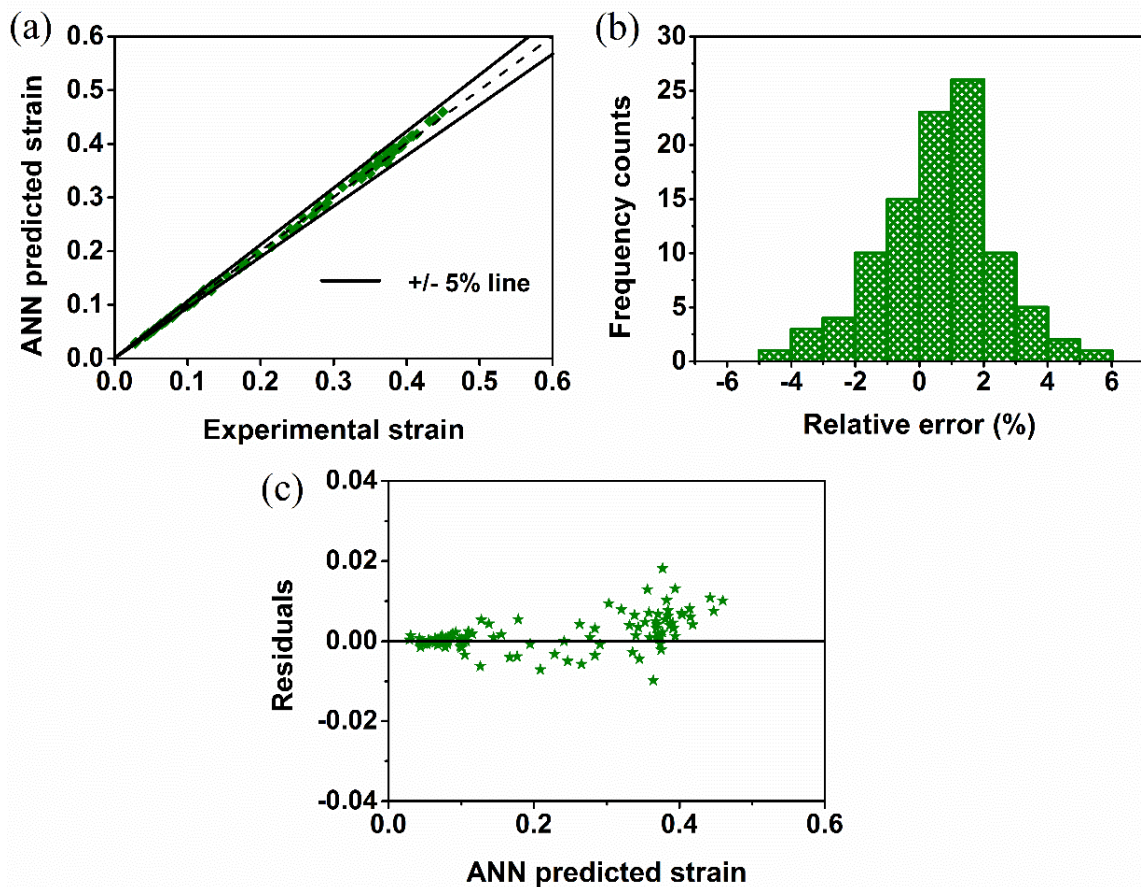 (a)
0.6
0.5
0.4
0.3
0.2
0.1
0.0
ANN predicted strain
+/- 5% line
0.0 0.1 0.2 0.3 0.4 0.5 0.6
Experimental strain
(b)
30
25
20
15
10
5
0
Frequency counts
-6 -4 -2 0 2 4 6
Relative error (%)
(c)
0.04
0.02
0.00
-0.02
-0.04
Residuals
0.0 0.2 0.4 0.6
ANN predicted strain